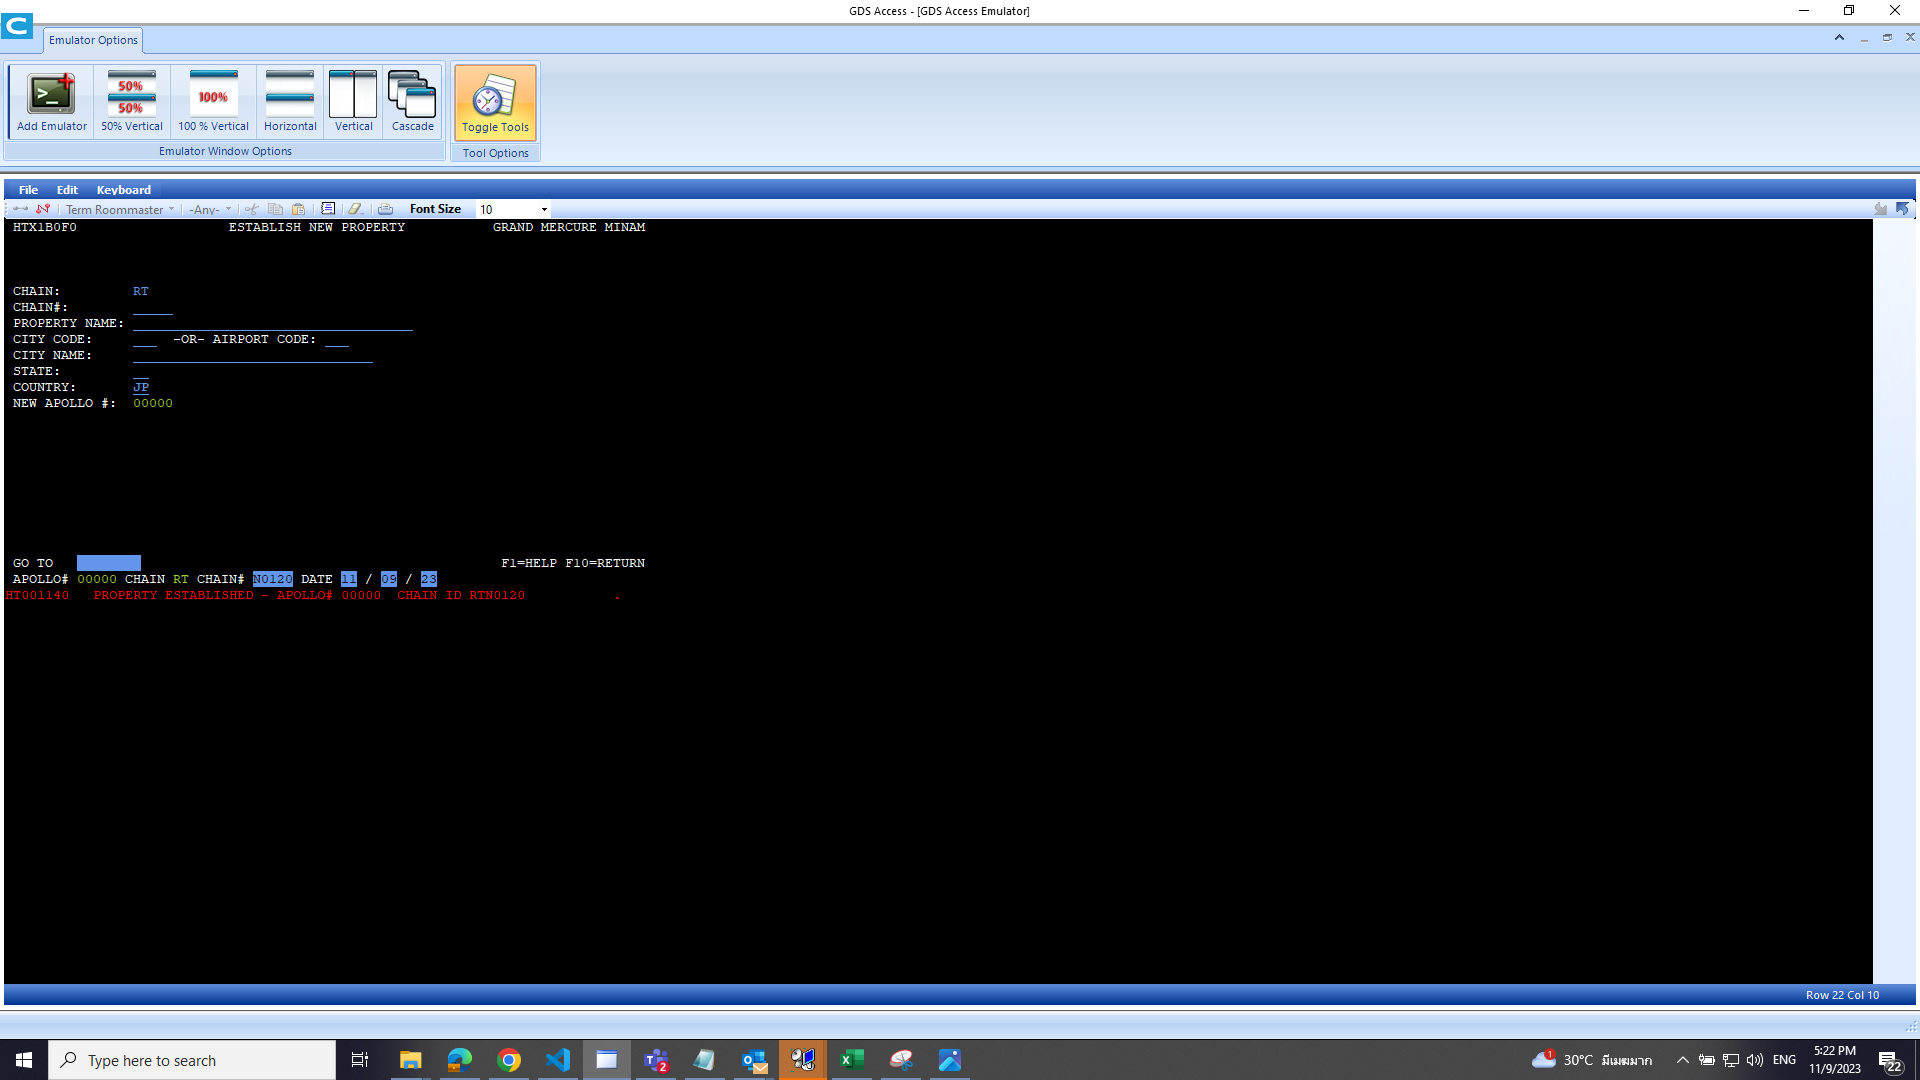 GDS Access - [GDS Access Emulator]
Emulator Options
50%
50%
100%
Add Emulator
50% Vertical
100 % Vertical
Horizontal
Vertical
Cascade
Toggle Tools
Emulator Window Options
Tool Options
File Edit Keyboard
Term Roommaster -Any- Font Size 10
HTX1B0F0 ESTABLISH NEW PROPERTY GRAND MERCURE MINAM
CHAIN: RT
CHAIN#:
PROPERTY NAME:
CITY CODE: -OR- AIRPORT CODE:
CITY NAME:
STATE:
COUNTRY: JP
NEW APOLLO #: 00000
GO TO F1=HELP F10=RETURN
APOLLO# 00000 CHAIN RT CHAIN# N0120 DATE 11 / 09 / 23
HT001140 PROPERTY ESTABLISHED - APOLLO# 00000 CHAIN ID RTN0120 .
Row 22 Col 10
Type here to search
2
1
30°C มีเมฆมาก
ENG
5:22 PM
11/9/2023
22